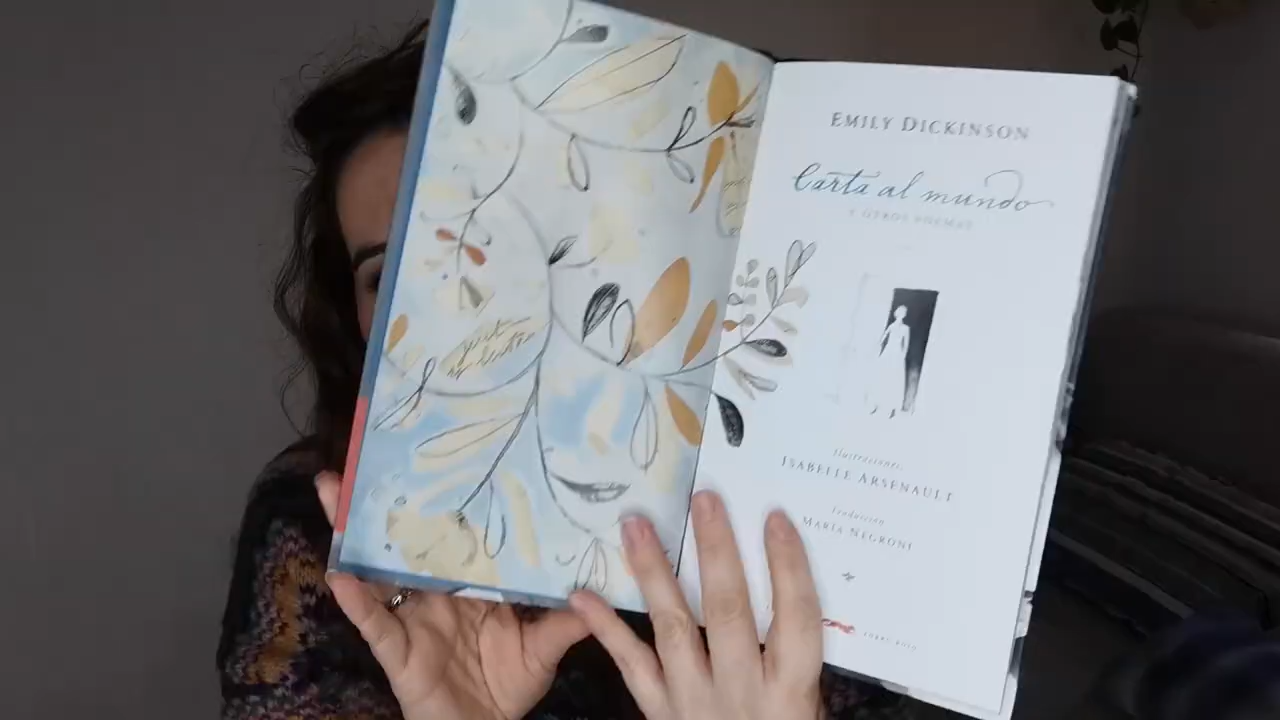 EMILY DICKINSON
Carta al mundo
Y OTROS POEMAS
Ilustraciones
ISABELLE ARSENAULT
Traducción
MARÍA NEGRONI